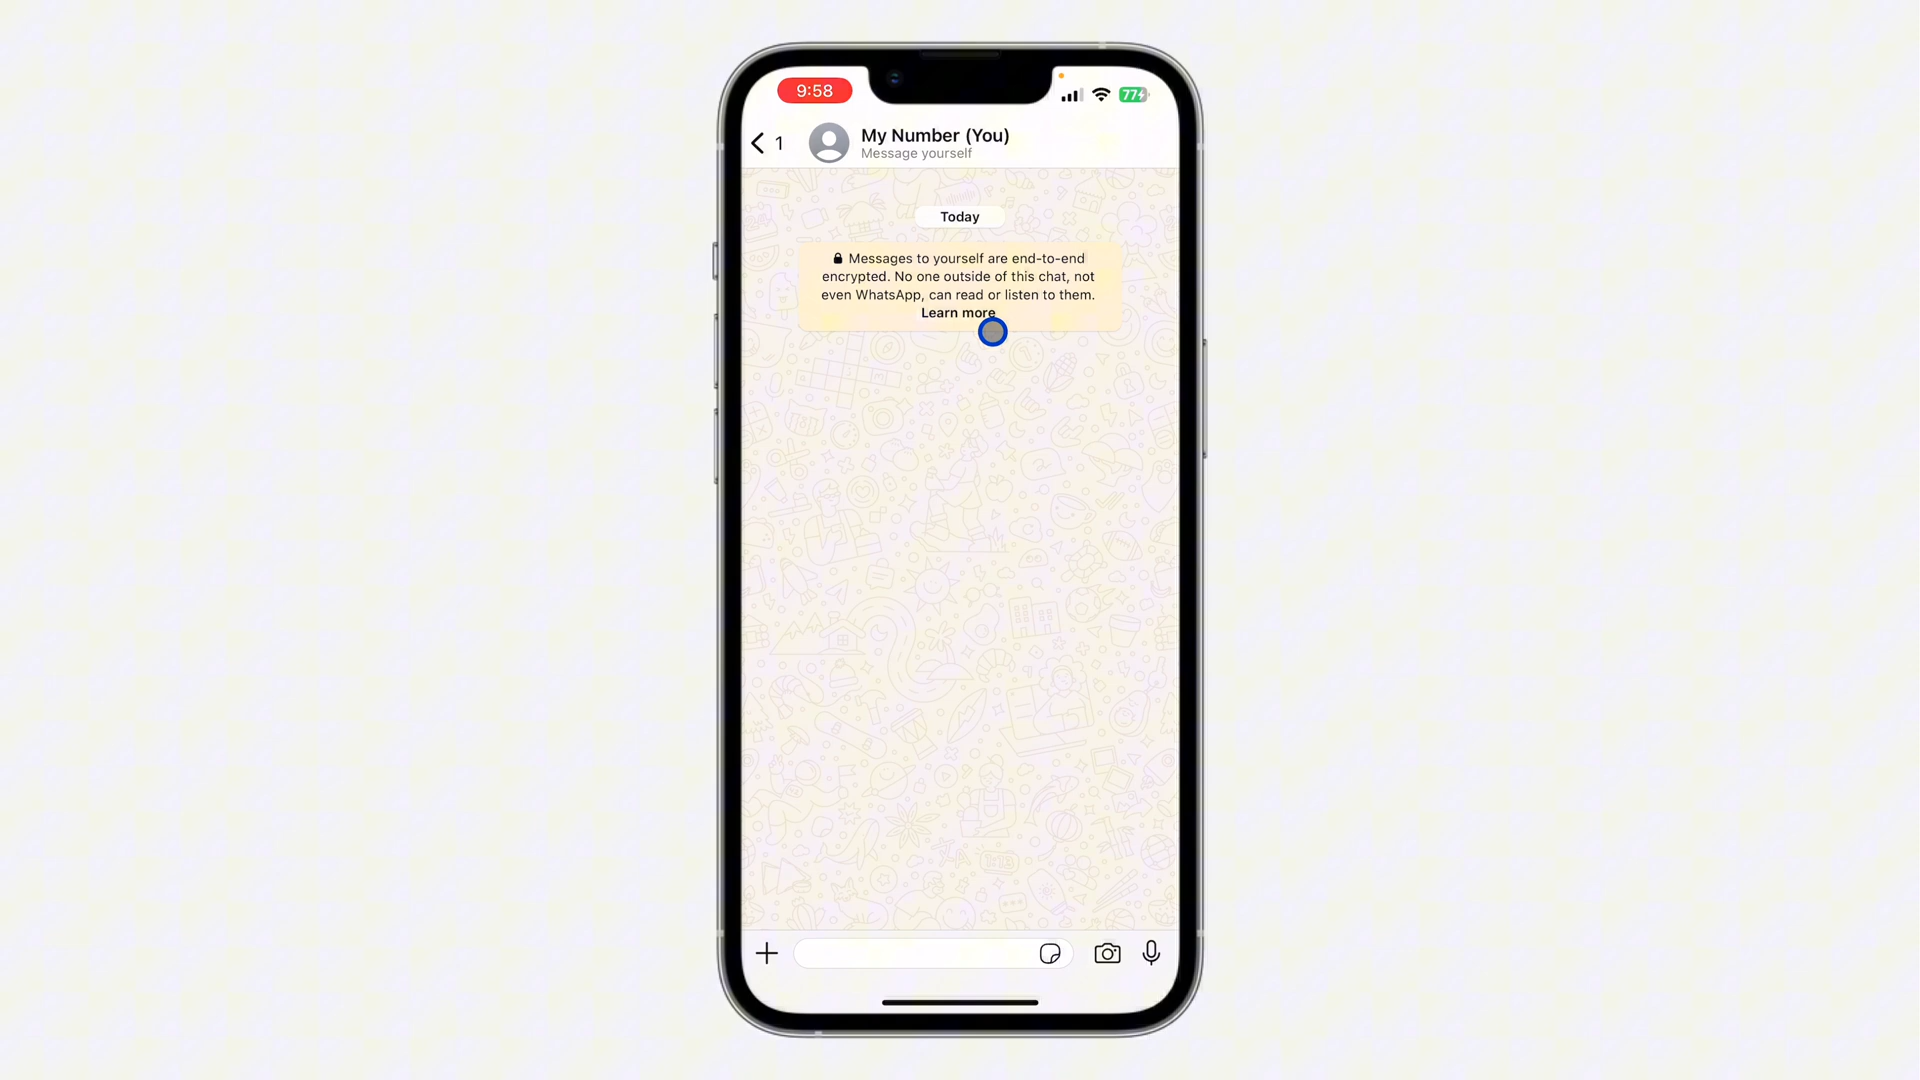 9:58
77
1
My Number (You)
Message yourself
Today
Messages to yourself are end-to-end
encrypted. No one outside of this chat, not
even WhatsApp, can read or listen to them.
Learn more